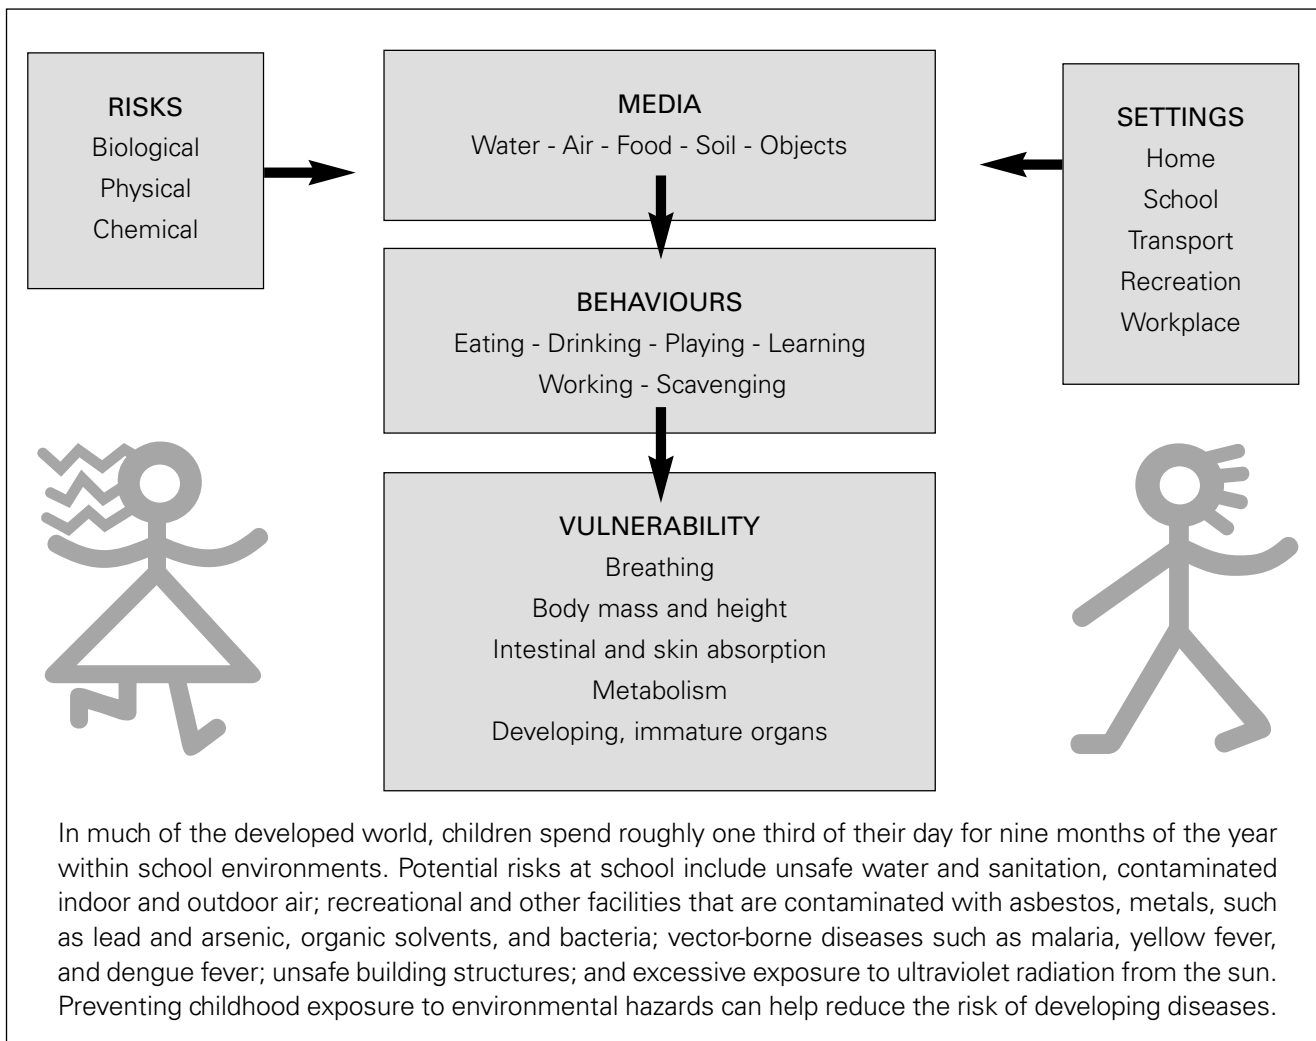 RISKS
Biological
Physical
Chemical
MEDIA
Water - Air - Food - Soil - Objects
SETTINGS
Home
School
Transport
Recreation
Workplace
BEHAVIOURS
Eating - Drinking - Playing - Learning
Working - Scavenging
VULNERABILITY
Breathing
Body mass and height
Intestinal and skin absorption
Metabolism
Developing, immature organs
In much of the developed world, children spend roughly one third of their day for nine months of the year
within school environments. Potential risks at school include unsafe water and sanitation, contaminated
indoor and outdoor air; recreational and other facilities that are contaminated with asbestos, metals, such
as lead and arsenic, organic solvents, and bacteria; vector-borne diseases such as malaria, yellow fever,
and dengue fever; unsafe building structures; and excessive exposure to ultraviolet radiation from the sun.
Preventing childhood exposure to environmental hazards can help reduce the risk of developing diseases.